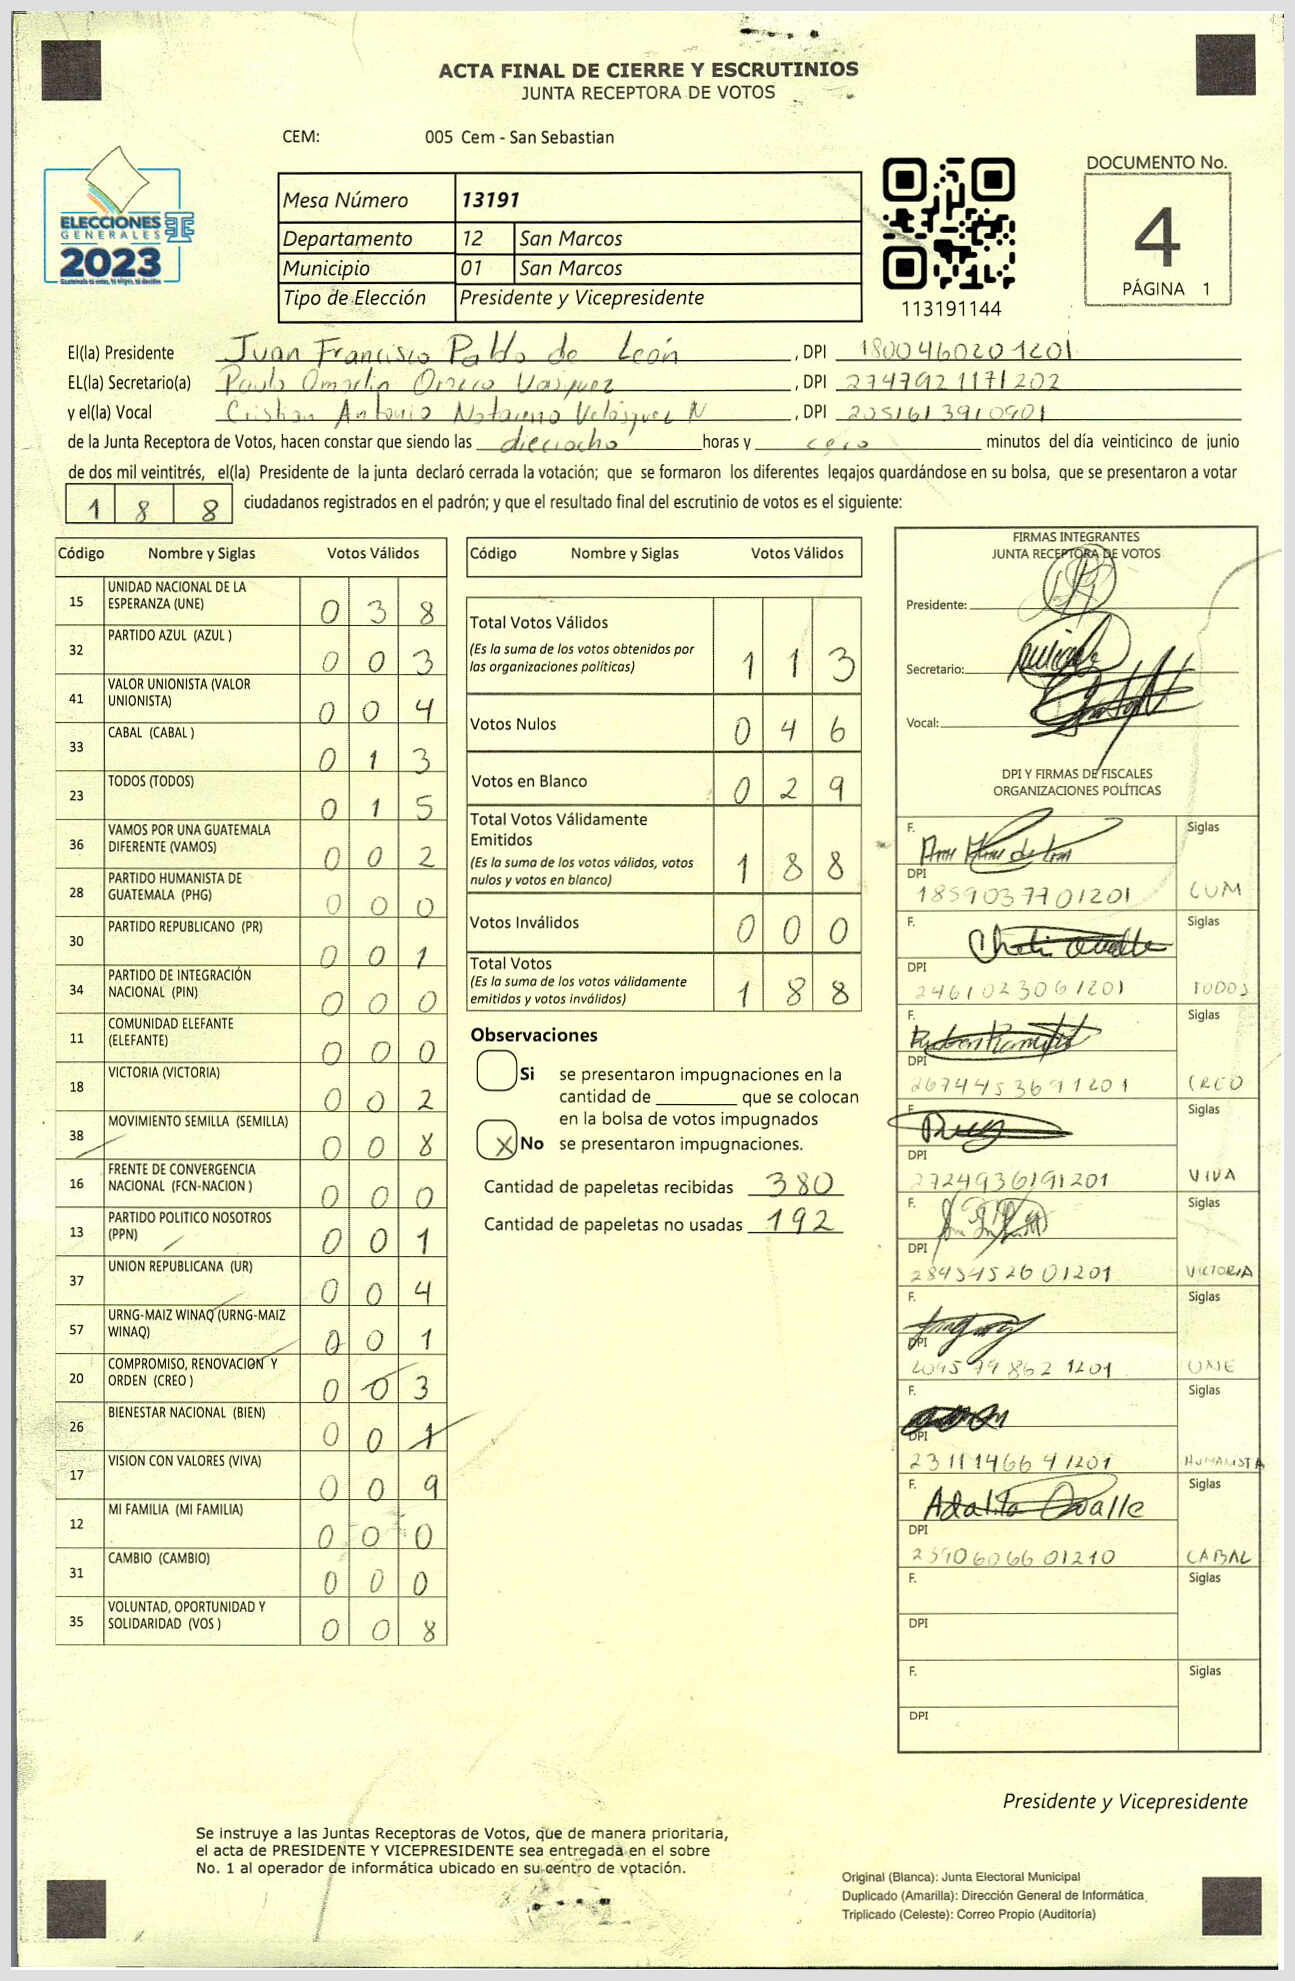 ACTA FINAL DE CIERRE Y ESCRUTINIOS
JUNTA RECEPTORA DE VOTOS
CEM: 005 Cem - San Sebastian
ELECCIONES
GENERALES
2023
Mesa Número 13191
Departamento 12 San Marcos
Municipio 01 San Marcos
Tipo de Elección Presidente y Vicepresidente
113191144
DOCUMENTO No.
4
PÁGINA 1
El(la) Presidente Juan Francisco Pablo de León , DPI 1800460201201
EL(la) Secretario(a) Vasquez , DPI 2747921171202
y el(la) Vocal Cristian Antonio Velásquez N , DPI 2051613910901
de la Junta Receptora de Votos, hacen constar que siendo las dieciocho horas y cero minutos del día veinticinco de junio
de dos mil veintitrés, el(la) Presidente de la junta declaró cerrada la votación; que se formaron los diferentes legajos quardándose en su bolsa, que se presentaron a votar
1 8 8 ciudadanos registrados en el padrón; y que el resultado final del escrutinio de votos es el siguiente:
Código Nombre y Siglas Votos Válidos
15 UNIDAD NACIONAL DE LA ESPERANZA (UNE) 0 3 8
32 PARTIDO AZUL (AZUL ) 0 0 3
41 VALOR UNIONISTA (VALOR UNIONISTA) 0 0 4
33 CABAL (CABAL ) 0 1 3
23 TODOS (TODOS) 0 1 5
36 VAMOS POR UNA GUATEMALA DIFERENTE (VAMOS) 0 0 2
28 PARTIDO HUMANISTA DE GUATEMALA (PHG) 0 0 0
30 PARTIDO REPUBLICANO (PR) 0 0 1
34 PARTIDO DE INTEGRACIÓN NACIONAL (PIN) 0 0 0
11 COMUNIDAD ELEFANTE (ELEFANTE) 0 0 0
18 VICTORIA (VICTORIA) 0 0 2
38 MOVIMIENTO SEMILLA (SEMILLA) 0 0 8
16 FRENTE DE CONVERGENCIA NACIONAL (FCN-NACION ) 0 0 0
13 PARTIDO POLITICO NOSOTROS (PPN) 0 0 1
37 UNION REPUBLICANA (UR) 0 0 4
57 URNG-MAIZ WINAQ (URNG-MAIZ WINAQ) 0 0 1
20 COMPROMISO, RENOVACION Y ORDEN (CREO ) 0 0 3
26 BIENESTAR NACIONAL (BIEN) 0 0 1
17 VISION CON VALORES (VIVA) 0 0 9
12 MI FAMILIA (MI FAMILIA) 0 0 0
31 CAMBIO (CAMBIO) 0 0 0
35 VOLUNTAD, OPORTUNIDAD Y SOLIDARIDAD (VOS ) 0 0 8
Código Nombre y Siglas Votos Válidos
Total Votos Válidos 1 1 3
(Es la suma de los votos obtenidos por
las organizaciones políticas)
Votos Nulos 0 4 6
Votos en Blanco 0 2 9
Total Votos Válidamente
Emitidos 1 8 8
(Es la suma de los votos válidos, votos
nulos y votos en blanco)
Votos Inválidos 0 0 0
Total Votos 1 8 8
(Es la suma de los votos válidamente
emitidos y votos inválidos)
Observaciones
Si se presentaron impugnaciones en la
cantidad de ________ que se colocan
en la bolsa de votos impugnados
X No se presentaron impugnaciones.
Cantidad de papeletas recibidas 380
Cantidad de papeletas no usadas 192
FIRMAS INTEGRANTES
JUNTA RECEPTORA DE VOTOS
Presidente:
Secretario:
Vocal:
DPI Y FIRMAS DE FISCALES
ORGANIZACIONES POLÍTICAS
F. Siglas
DPI 1859037701201 CUM
F. Siglas
DPI 2461023061201 TODOS
F. Siglas
DPI 2674453691201 CREO
F. Siglas
DPI 2724936191201 VIVA
F. Siglas
DPI 2845452601201 VICTORIA
F. Siglas
DPI UNE
F. Siglas
DPI 2311146641201 HUMANISTA
F. Adalita Ovalle Siglas
DPI 2590606601210 CABAL
F. Siglas
DPI
F. Siglas
DPI
Presidente y Vicepresidente
Se instruye a las Juntas Receptoras de Votos, que de manera prioritaria,
el acta de PRESIDENTE Y VICEPRESIDENTE sea entregada en el sobre
No. 1 al operador de informática ubicado en su centro de votación.
Original (Blanca): Junta Electoral Municipal
Duplicado (Amarilla): Dirección General de Informática
Triplicado (Celeste): Correo Propio (Auditoría)